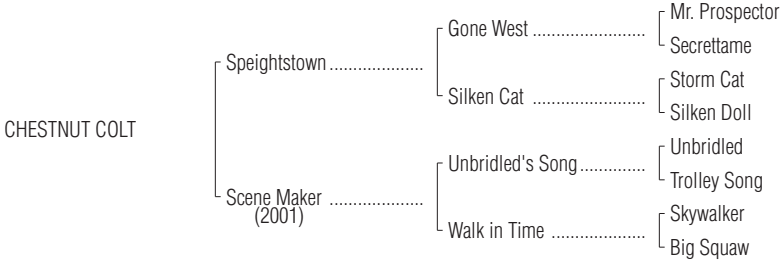 Mr. Prospector
Gone West ........................
Secrettame
Speightstown ....................
Storm Cat
Silken Cat ........................
Silken Doll
CHESTNUT COLT
Unbridled
Unbridled's Song ..............
Trolley Song
Scene Maker ....................
(2001)
Skywalker
Walk in Time ....................
Big Squaw